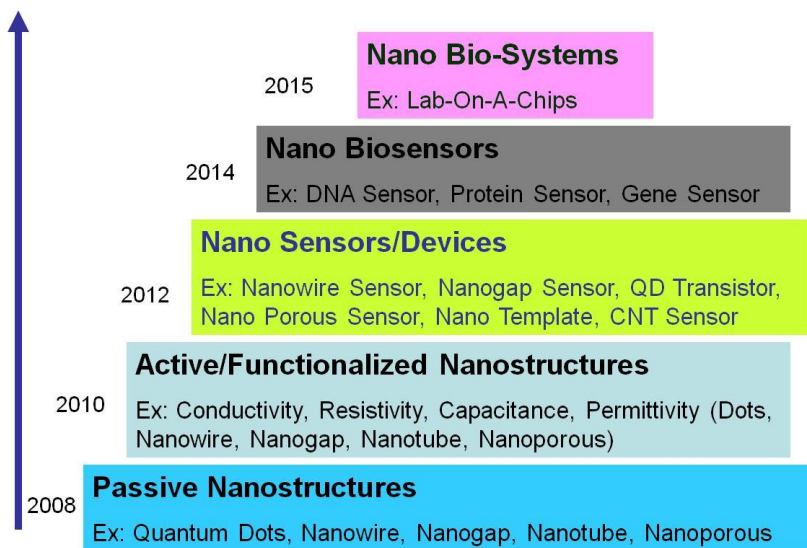 Nano Bio-Systems
2015
Ex: Lab-On-A-Chips
Nano Biosensors
2014
Ex: DNA Sensor, Protein Sensor, Gene Sensor
Nano Sensors/Devices
2012
Ex: Nanowire Sensor, Nanogap Sensor, QD Transistor,
Nano Porous Sensor, Nano Template, CNT Sensor
Active/Functionalized Nanostructures
2010
Ex: Conductivity, Resistivity, Capacitance, Permittivity (Dots,
Nanowire, Nanogap, Nanotube, Nanoporous)
Passive Nanostructures
2008
Ex: Quantum Dots, Nanowire, Nanogap, Nanotube, Nanoporous